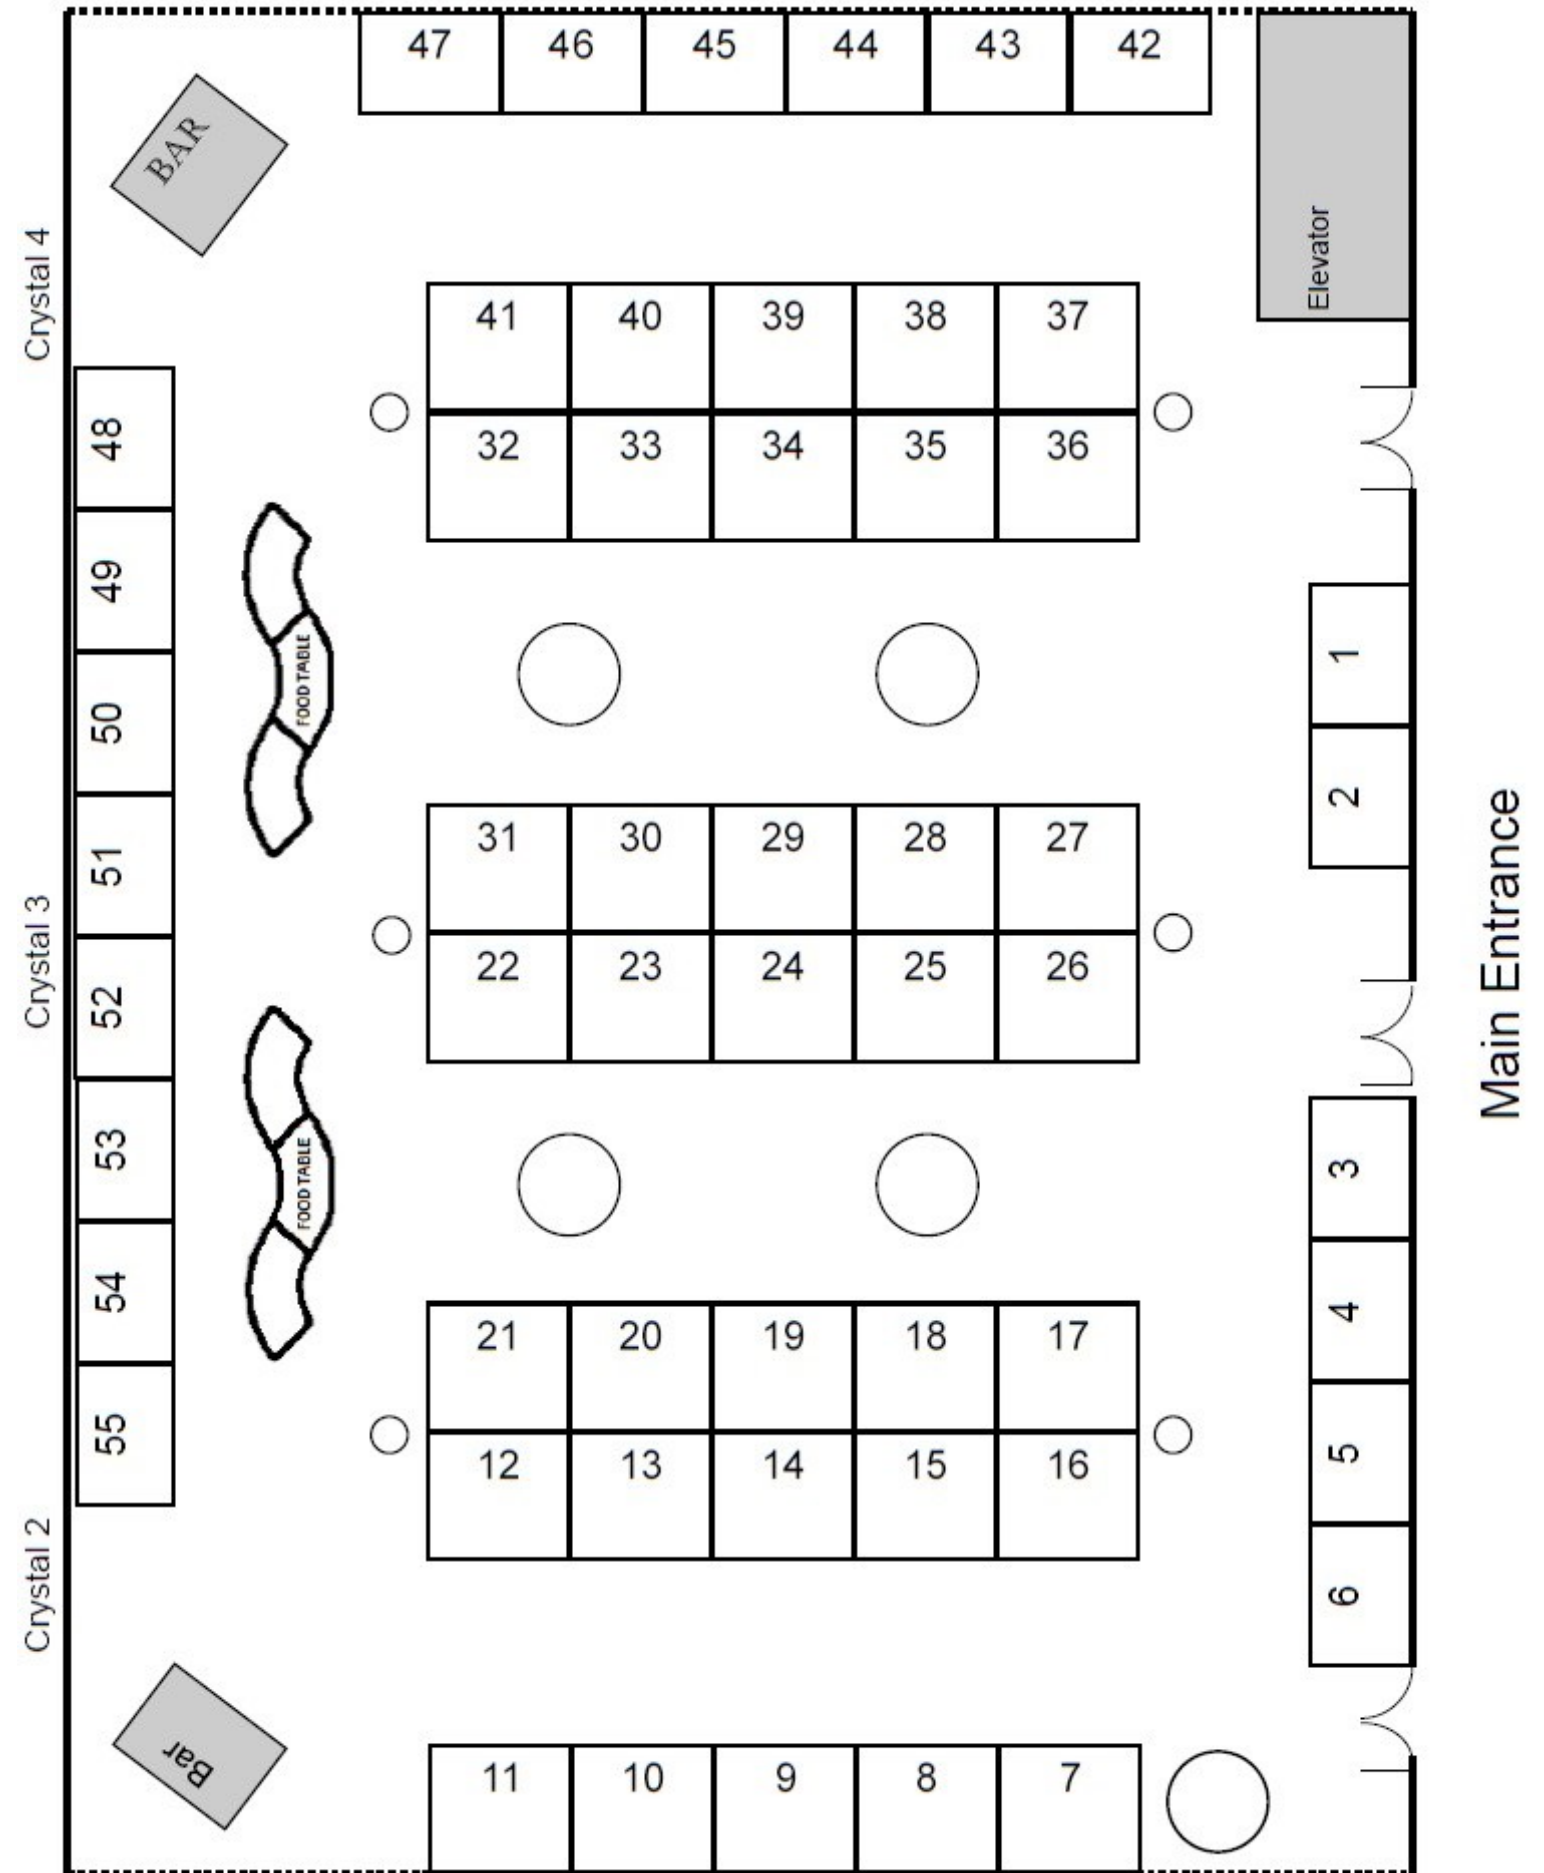 47 46 45 44 43 42
BAR
Elevator
Crystal 4
41 40 39 38 37
32 33 34 35 36
48
49
50
51
52
53
54
55
FOOD TABLE
1
2
Main Entrance
Crystal 3
31 30 29 28 27
22 23 24 25 26
FOOD TABLE
3
4
5
6
21 20 19 18 17
12 13 14 15 16
Crystal 2
Bar
11 10 9 8 7